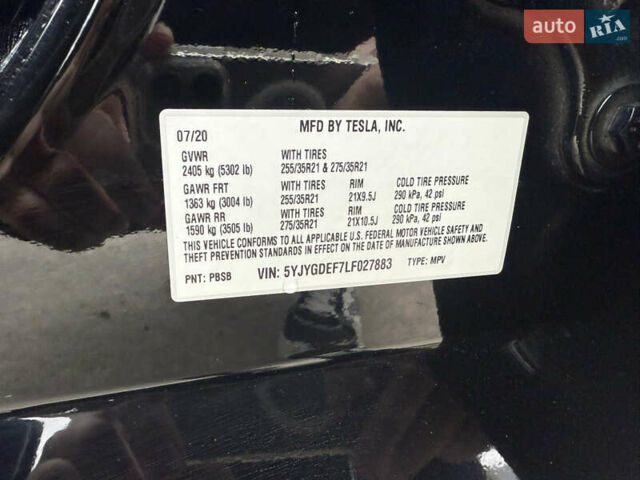 auto RIA.com
07/20 MFD BY TESLA, INC.
GVWR WITH TIRES
2405 kg (5302 lb) 255/35R21 & 275/35R21
GAWR FRT WITH TIRES RIM COLD TIRE PRESSURE
1363 kg (3004 lb) 255/35R21 21X9.5J 290 kPa, 42 psi
GAWR RR WITH TIRES RIM COLD TIRE PRESSURE
1590 kg (3505 lb) 275/35R21 21X10.5J 290 kPa, 42 psi
THIS VEHICLE CONFORMS TO ALL APPLICABLE U.S. FEDERAL MOTOR VEHICLE SAFETY AND
THEFT PREVENTION STANDARDS IN EFFECT ON THE DATE OF MANUFACTURE SHOWN ABOVE.
PNT: PBSB VIN: 5YJYGDEF7LF027883 TYPE: MPV